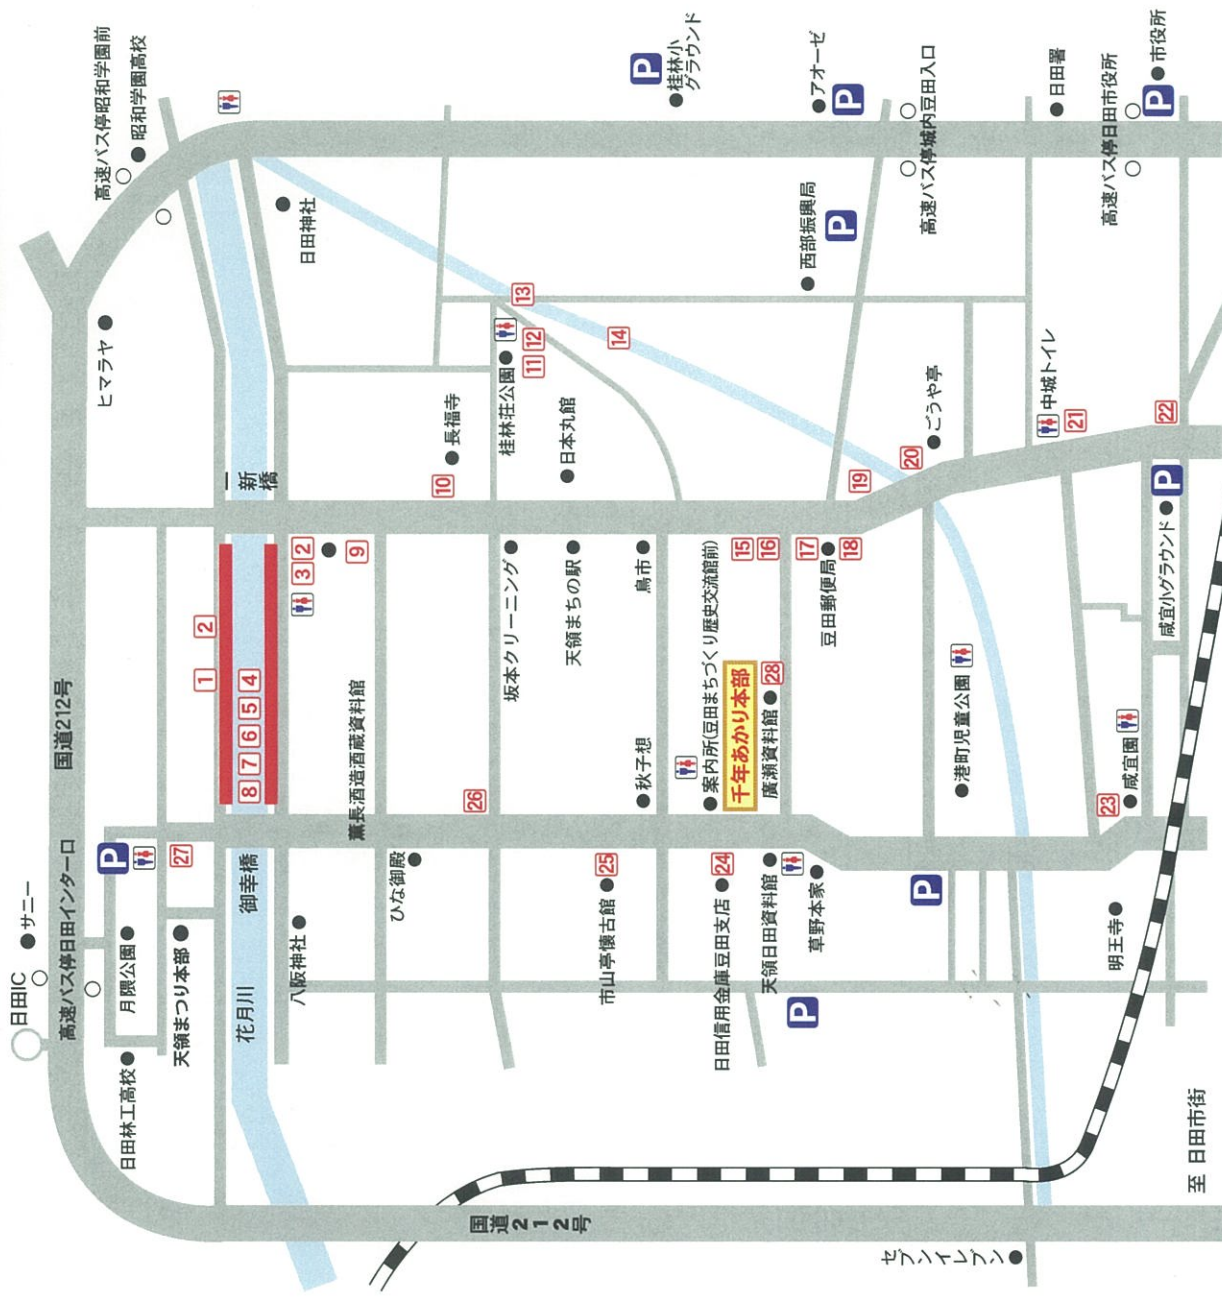 日田IC
サニー
高速バス停日田インター口
国道212号
ヒマラヤ
高速バス停昭和学園前
昭和学園高校
日田林工高校
月隈公園
P
27
天領まつり本部
花月川
御幸橋
1
2
8
7
6
5
4
一新橋
日田神社
八阪神社
3
2
9
薫長酒造酒蔵資料館
ひな御殿
26
10
長福寺
桂林荘公園
11
12
13
14
日本丸館
坂本クリーニング
天領まちの駅
鳥市
秋子想
市山亭懐古館
25
国道212号
P
桂林小
グラウンド
アオーゼ
P
西部振興局
P
案内所(豆田まちづくり歴史交流館前)
千年あかり本部
廣瀬資料館
28
15
16
17
豆田郵便局
18
19
20
ごうや亭
24
日田信用金庫豆田支店
天領日田資料館
草野本家
P
P
港町児童公園
高速バス停城内豆田入口
日田署
中城トイレ
21
22
高速バス停日田市役所
P
市役所
P
咸宜小グラウンド
咸宜園
23
明王寺
セブンイレブン
至 日田市街